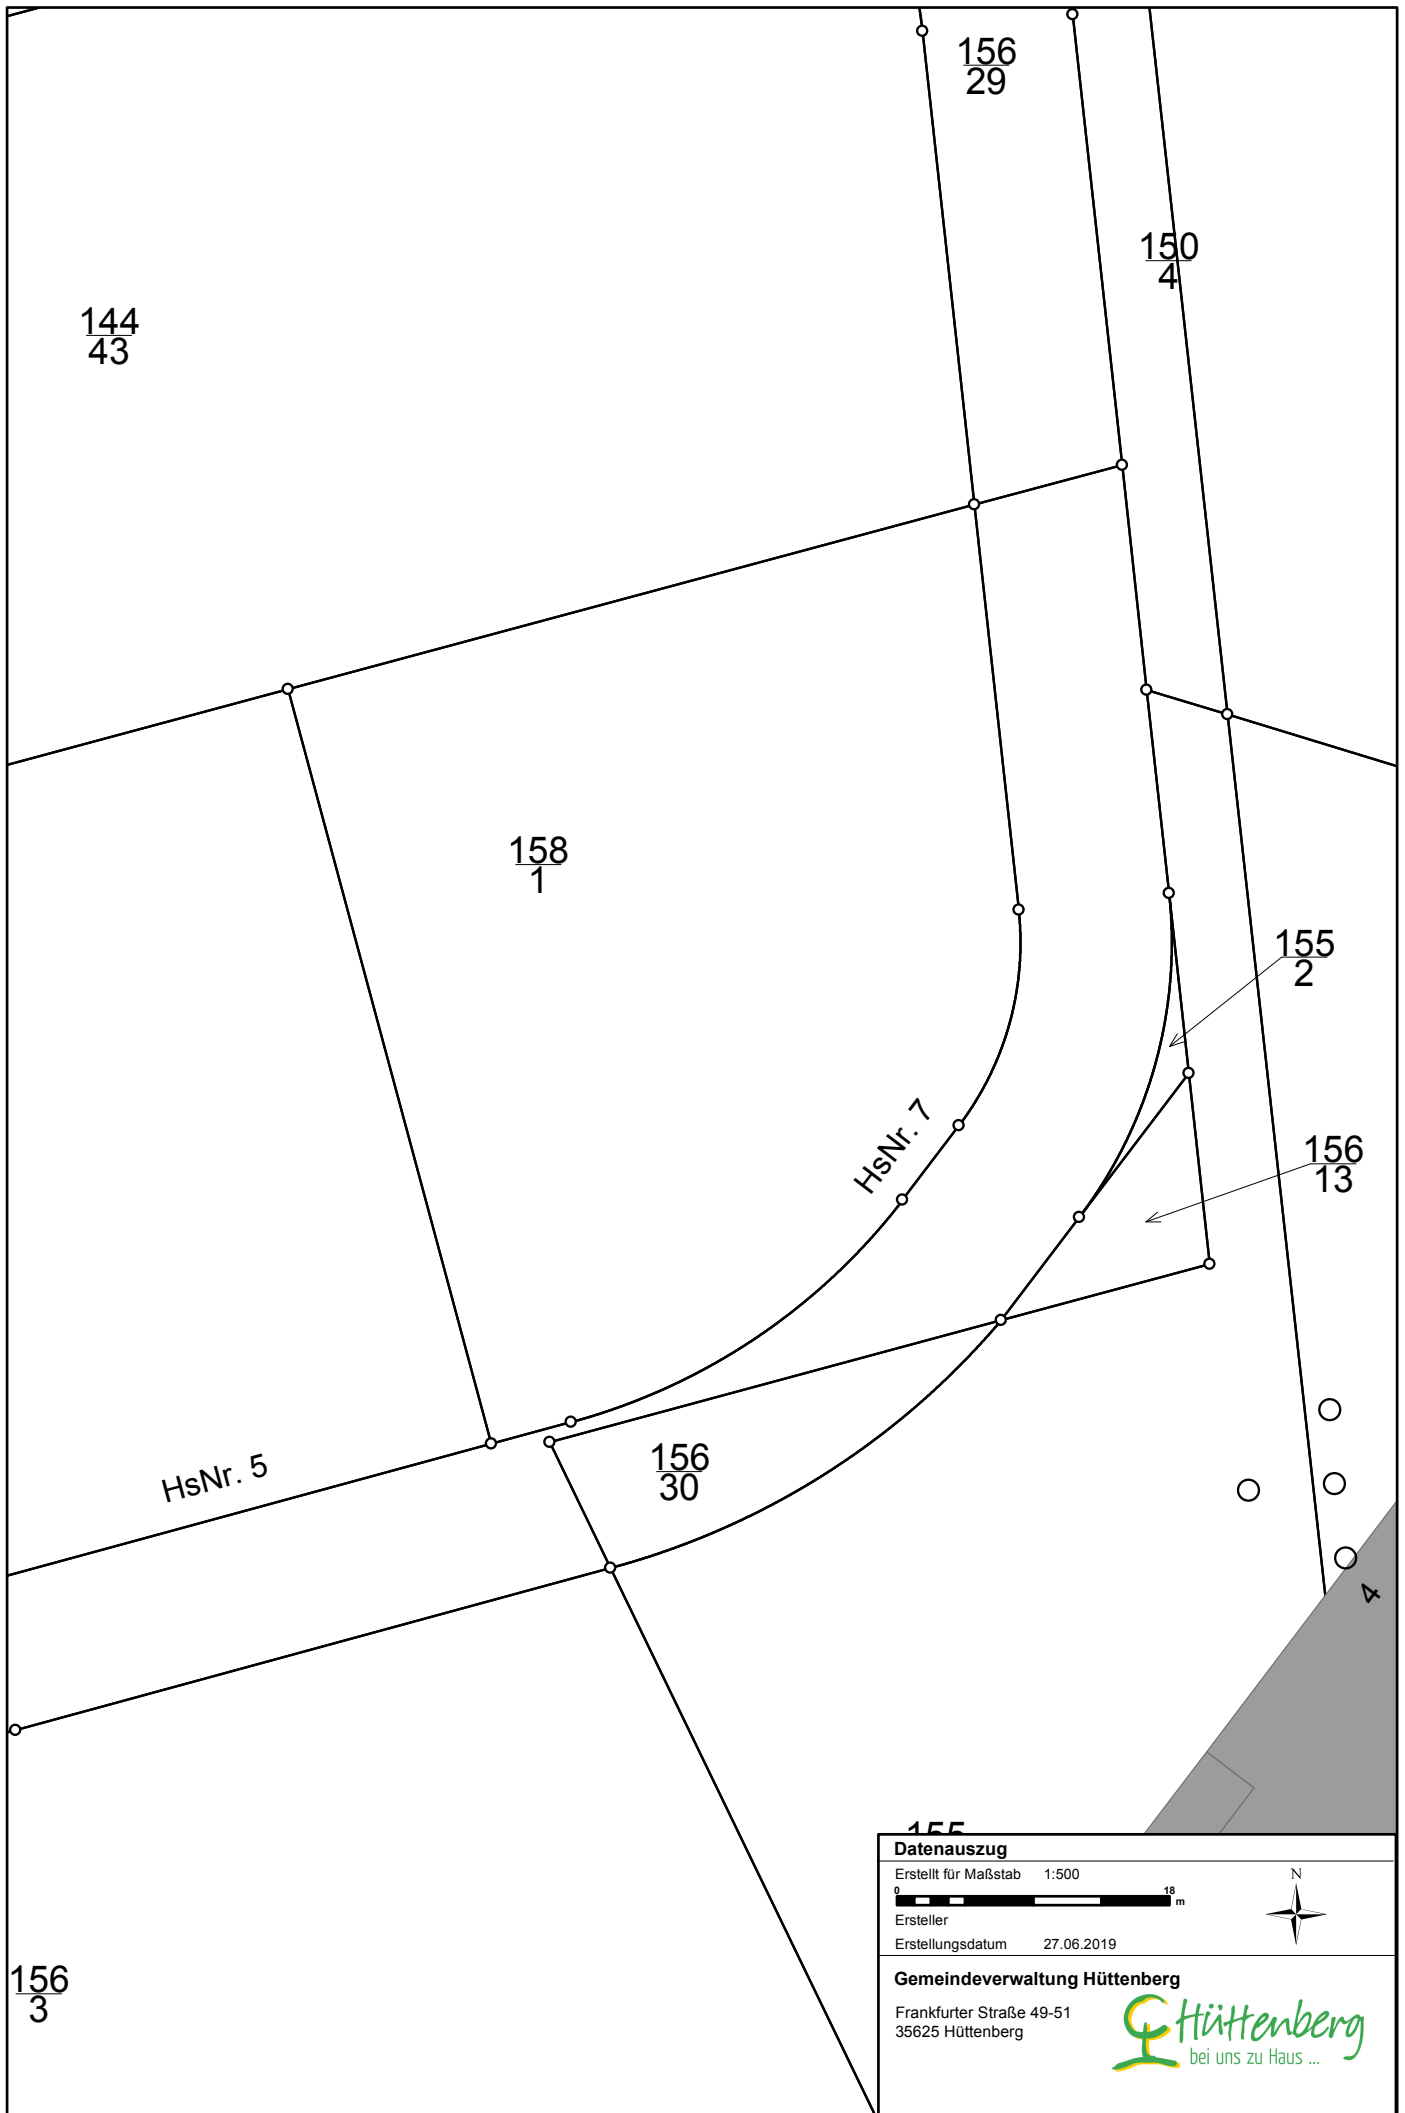 156
29
150
4
144
43
158
1
155
2
HsNr. 7
156
13
HsNr. 5
156
30
4
155
Datenauszug
Erstellt für Maßstab 1:500
0 18 m
N
Ersteller
Erstellungsdatum 27.06.2019
156
3
Gemeindeverwaltung Hüttenberg
Frankfurter Straße 49-51
35625 Hüttenberg
Hüttenberg
bei uns zu Haus ...